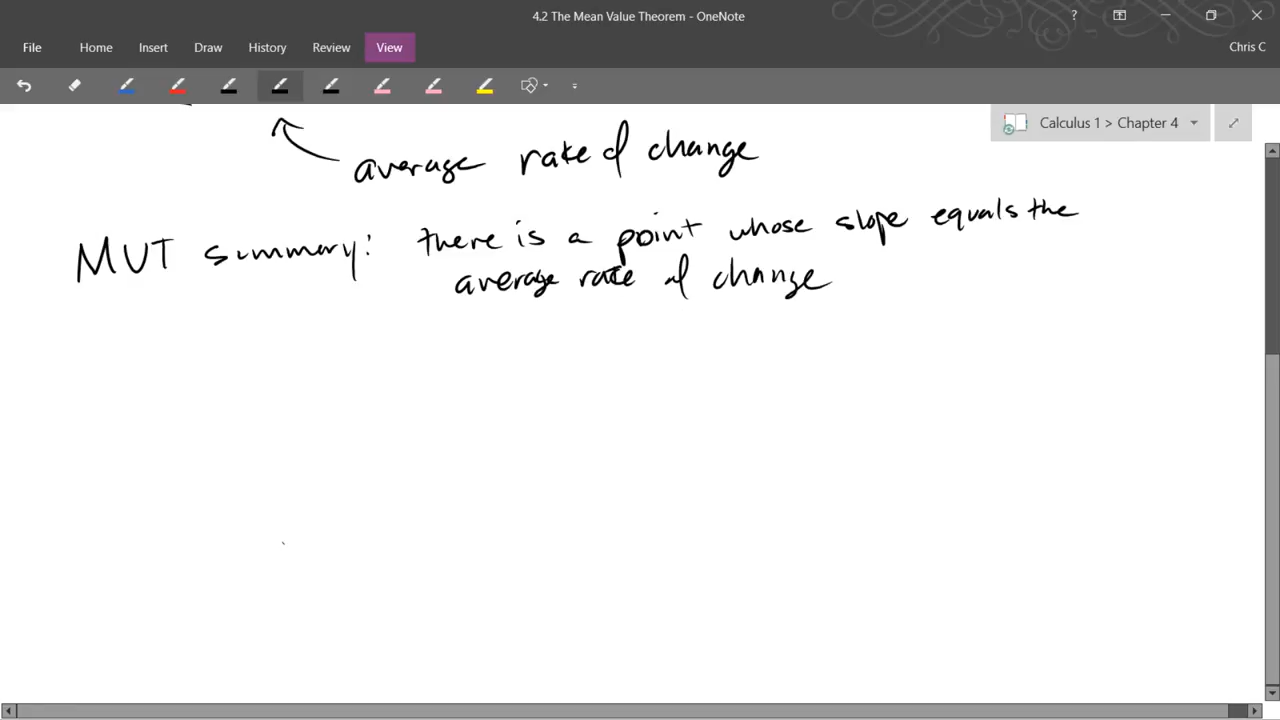 4.2 The Mean Value Theorem - OneNote
?
File Home Insert Draw History Review View
Chris C
Calculus 1 > Chapter 4
average rate of change
MVT summary: there is a point whose slope equals the
average rate of change